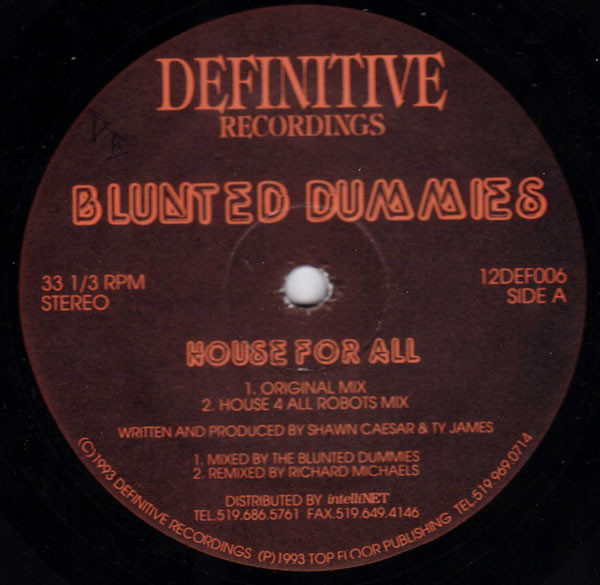 DEFINITIVE
RECORDINGS
BLUNTED DUMMIES
33 1/3 RPM
STEREO
12DEF006
SIDE A
HOUSE FOR ALL
1. ORIGINAL MIX
2. HOUSE 4 ALL ROBOTS MIX
WRITTEN AND PRODUCED BY SHAWN CAESAR & TY JAMES
1. MIXED BY THE BLUNTED DUMMIES
2. REMIXED BY RICHARD MICHAELS
DISTRIBUTED BY intelliNET
TEL.519.686.5761 FAX.519.649.4146
(C)1993 DEFINITIVE RECORDINGS (P)1993 TOP FLOOR PUBLISHING TEL-519.969.0714